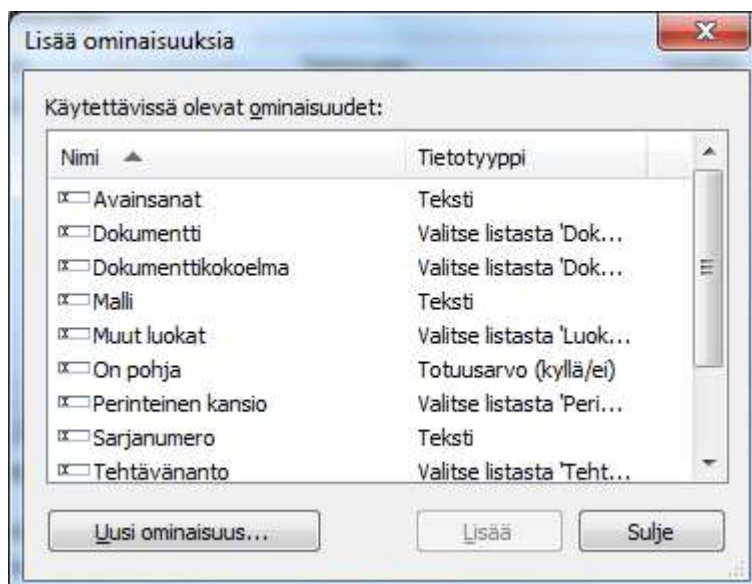 Lisää ominaisuuksia
Käytettävissä olevat ominaisuudet:
Nimi Tietotyyppi
Avainsanat Teksti
Dokumentti Valitse listasta 'Dok...
Dokumenttikokoelma Valitse listasta 'Dok...
Malli Teksti
Muut luokat Valitse listasta 'Luok...
On pohja Totuusarvo (kyllä/ei)
Perinteinen kansio Valitse listasta 'Peri...
Sarjanumero Teksti
Tehtävänanto Valitse listasta 'Teht...
Uusi ominaisuus... Lisää Sulje